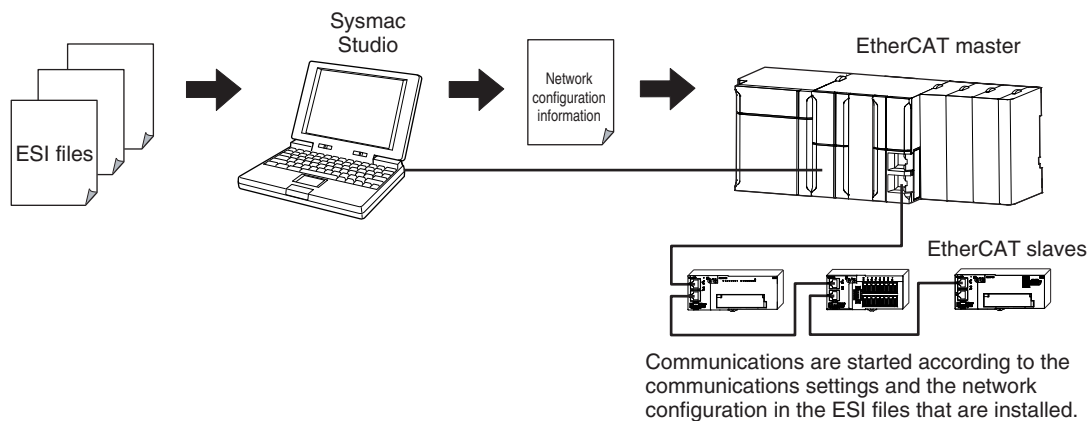 Sysmac
Studio
EtherCAT master
ESI files
Network
configuration
information
EtherCAT slaves
Communications are started according to the
communications settings and the network
configuration in the ESI files that are installed.